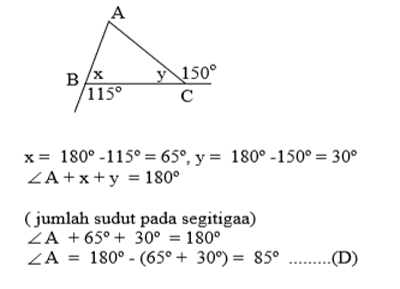 A
B x y 150°
115° C
x = 180° -115° = 65°, y = 180° -150° = 30°
∠A + x + y = 180°
( jumlah sudut pada segitigaa)
∠A + 65° + 30° = 180°
∠A = 180° - (65° + 30°) = 85° .........(D)